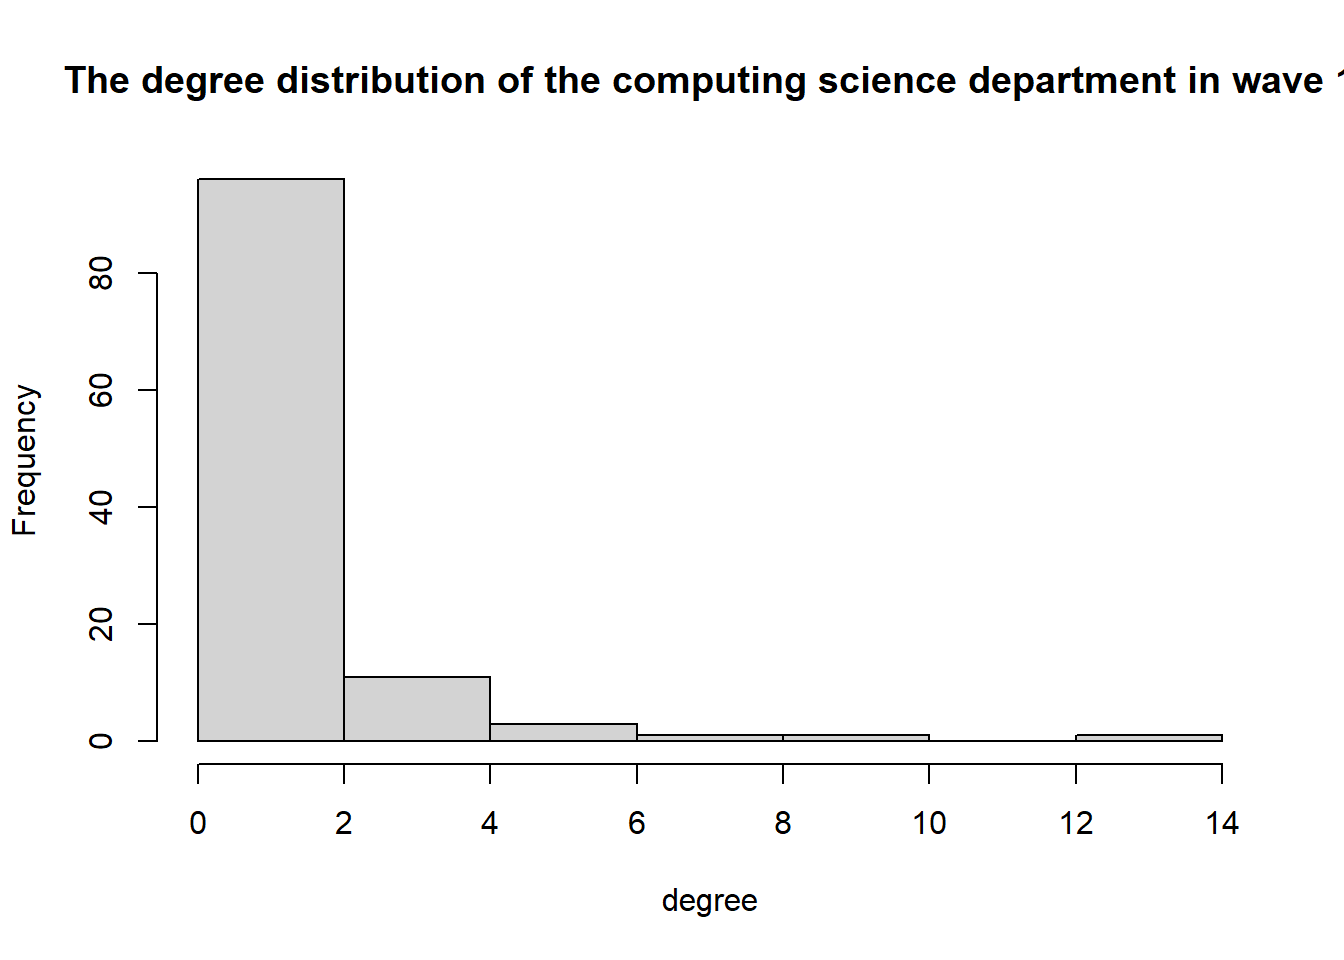 The degree distribution of the computing science department in wave 1
Frequency
80
60
40
20
0
0 2 4 6 8 10 12 14
degree